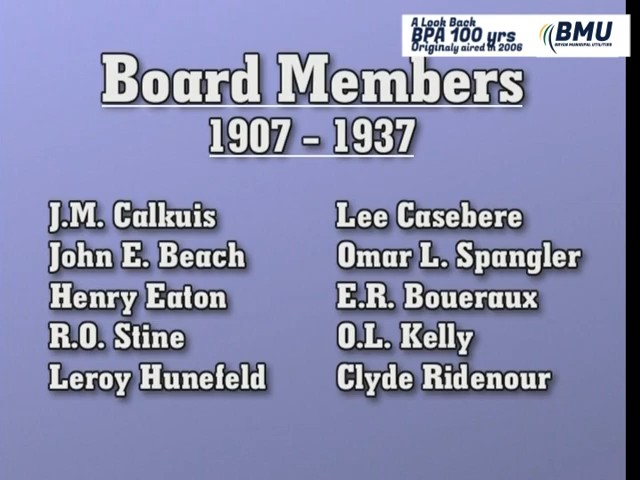 A Look Back
BPA 100 yrs
Originaly aired in 2006
BMU
BRYAN MUNICIPAL UTILITIES
Board Members
1907 - 1937
J.M. Calkuis
John E. Beach
Henry Eaton
R.O. Stine
Leroy Hunefeld
Lee Casebere
Omar L. Spangler
E.R. Boueraux
O.L. Kelly
Clyde Ridenour